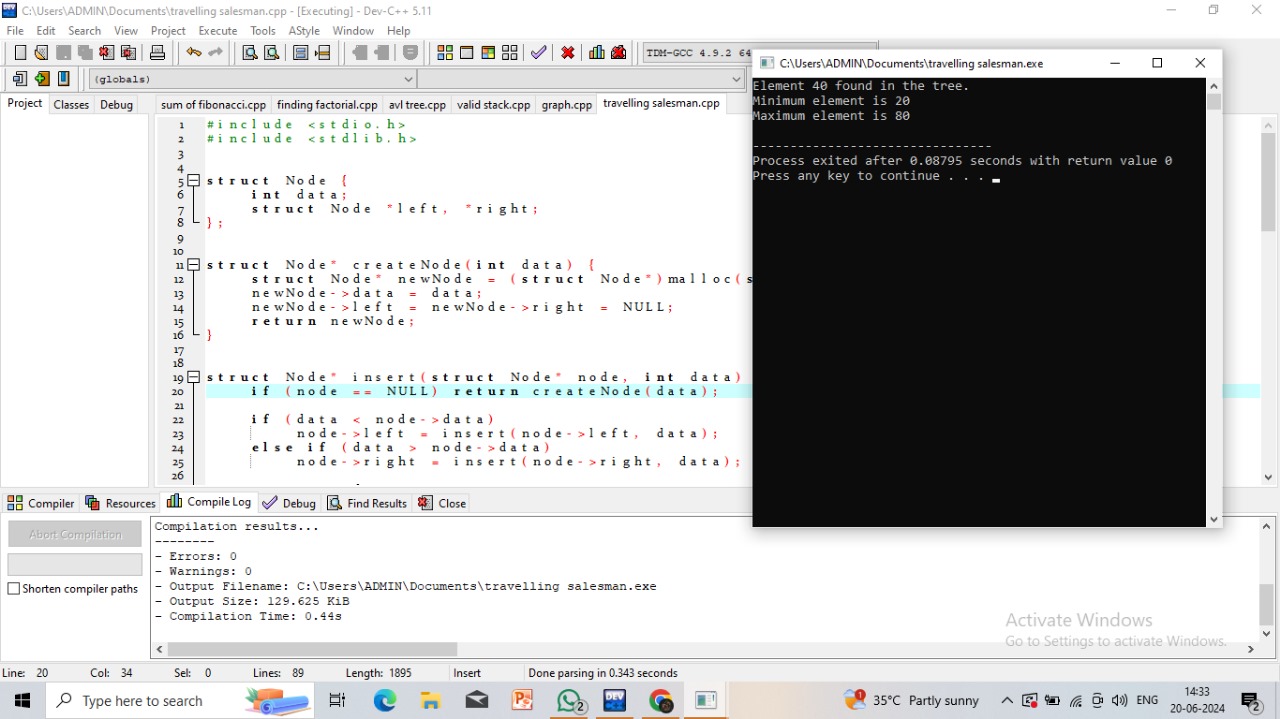 C:\Users\ADMIN\Documents\travelling salesman.cpp - [Executing] - Dev-C++ 5.11
File Edit Search View Project Execute Tools AStyle Window Help
TDM-GCC 4.9.2 64
(globals)
Project Classes Debug
sum of fibonacci.cpp finding factorial.cpp avl tree.cpp valid stack.cpp graph.cpp travelling salesman.cpp
1 #include <stdio.h>
2 #include <stdlib.h>
3
4
5 struct Node {
6 int data;
7 struct Node *left, *right;
8 };
9
10
11 struct Node* createNode(int data) {
12 struct Node* newNode = (struct Node*)malloc(s
13 newNode->data = data;
14 newNode->left = newNode->right = NULL;
15 return newNode;
16 }
17
18
19 struct Node* insert(struct Node* node, int data)
20 if (node == NULL) return createNode(data);
21
22 if (data < node->data)
23 node->left = insert(node->left, data);
24 else if (data > node->data)
25 node->right = insert(node->right, data);
26
C:\Users\ADMIN\Documents\travelling salesman.exe
Element 40 found in the tree.
Minimum element is 20
Maximum element is 80
--------------------------------
Process exited after 0.08795 seconds with return value 0
Press any key to continue . . .
Compiler Resources Compile Log Debug Find Results Close
Abort Compilation
Shorten compiler paths
Compilation results...
--------
- Errors: 0
- Warnings: 0
- Output Filename: C:\Users\ADMIN\Documents\travelling salesman.exe
- Output Size: 129.625 KiB
- Compilation Time: 0.44s
Activate Windows
Go to Settings to activate Windows.
Line: 20 Col: 34 Sel: 0 Lines: 89 Length: 1895 Insert Done parsing in 0.343 seconds
Type here to search
2
DEV
1
35°C Partly sunny
ENG
14:33
20-06-2024
2